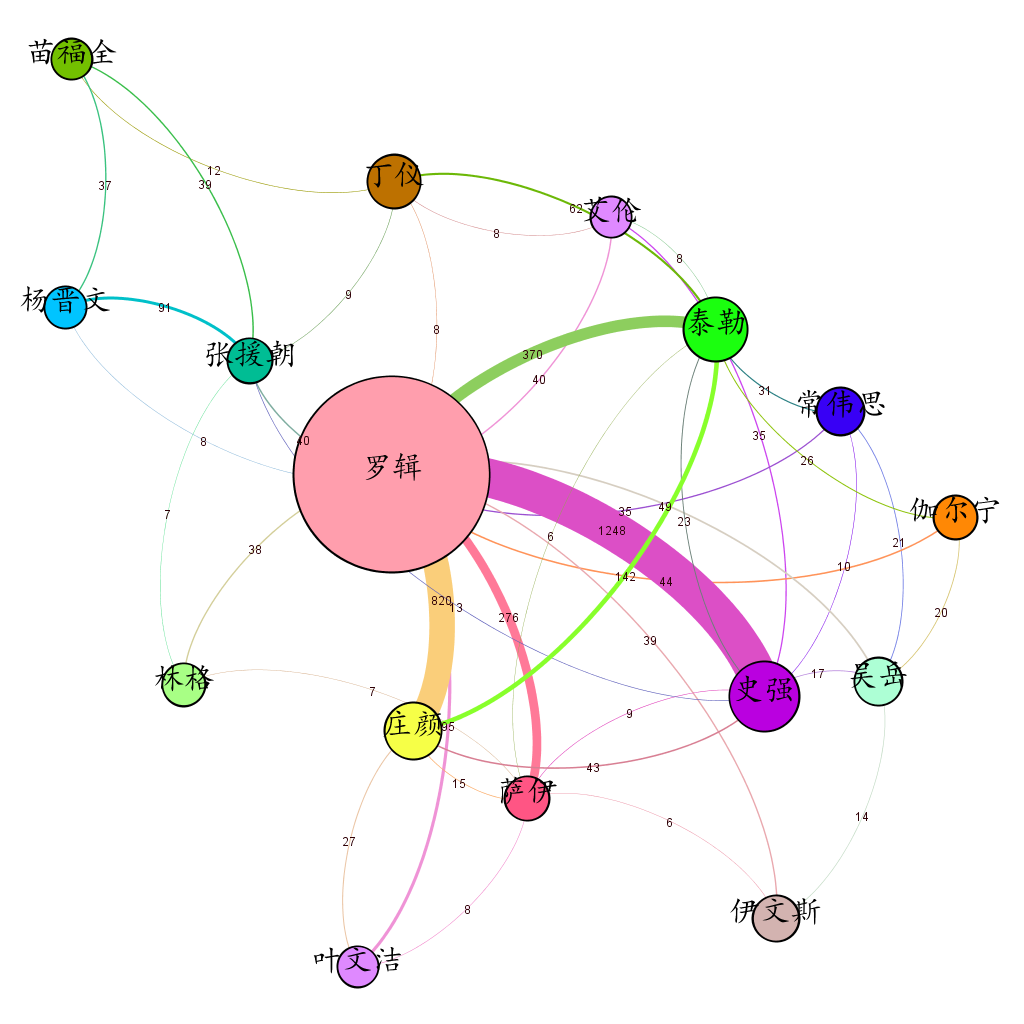 苗福全
12
丁仪
37
39
62
艾伦
8
8
9
杨晋文
91
8
泰勒
张援朝
370
40
31
常伟思
8
40
罗辑
35
26
7
38
6
35
1248
49
23
伽尔宁
21
142
44
10
20
820
13
276
39
林格
7
庄颜
95
9
史强
17
吴岳
43
15
萨伊
27
6
14
8
伊文斯
叶文洁